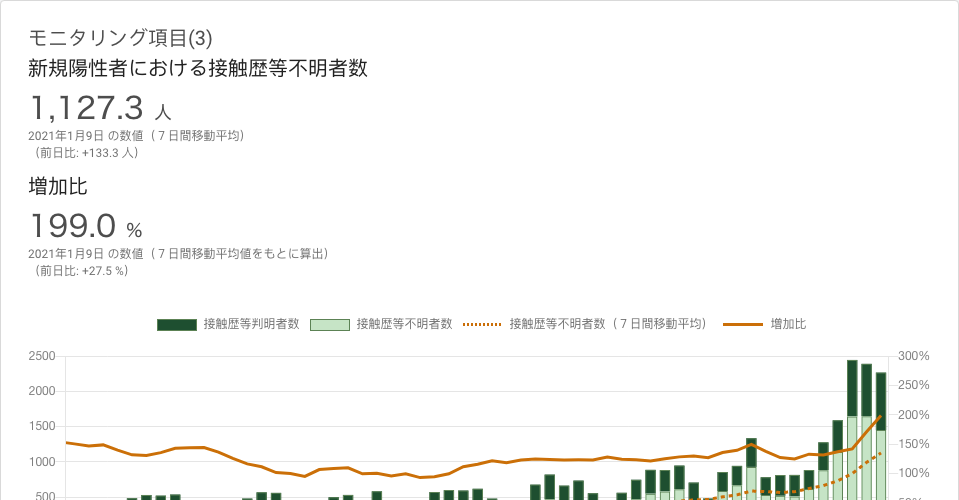 モニタリング項目(3)
新規陽性者における接触歴等不明者数
1,127.3 人
2021年1月9日 の数値（７日間移動平均）
（前日比: +133.3 人）
増加比
199.0 %
2021年1月9日 の数値（７日間移動平均値をもとに算出）
（前日比: +27.5 %）
接触歴等判明者数 接触歴等不明者数 接触歴等不明者数（７日間移動平均） 増加比
2500 300%
2000 250%
1500 200%
1000 150%
500 100%